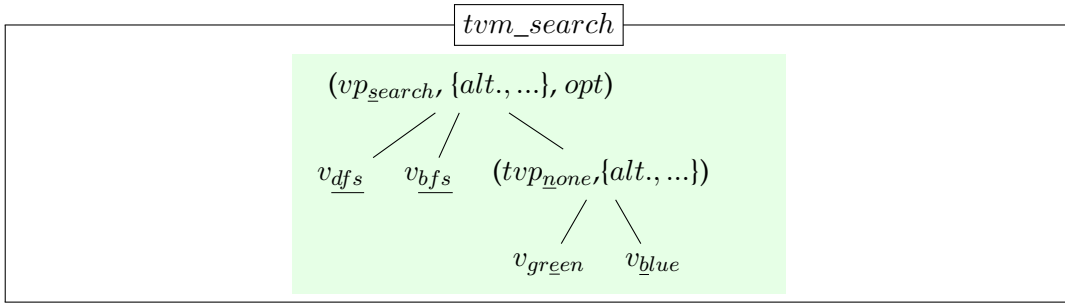 tvm_search
(vp_search, {alt., ...}, opt)
v_dfs v_bfs (tvp_none,{alt., ...})
v_green v_blue